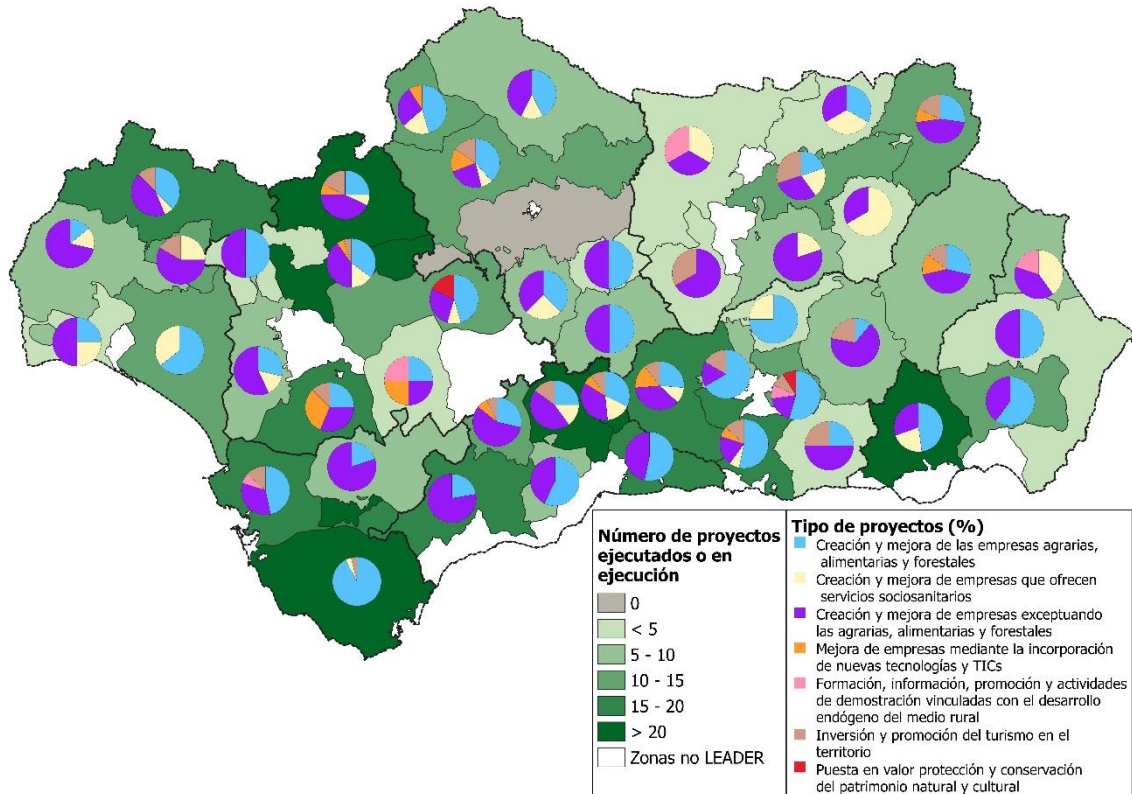 Número de proyectos
ejecutados o en
ejecución
0
< 5
5 - 10
10 - 15
15 - 20
> 20
Zonas no LEADER
Tipo de proyectos (%)
Creación y mejora de las empresas agrarias,
alimentarias y forestales
Creación y mejora de empresas que ofrecen
servicios sociosanitarios
Creación y mejora de empresas exceptuando
las agrarias, alimentarias y forestales
Mejora de empresas mediante la incorporación
de nuevas tecnologías y TICs
Formación, información, promoción y actividades
de demostración vinculadas con el desarrollo
endógeno del medio rural
Inversión y promoción del turismo en el
territorio
Puesta en valor protección y conservación
del patrimonio natural y cultural